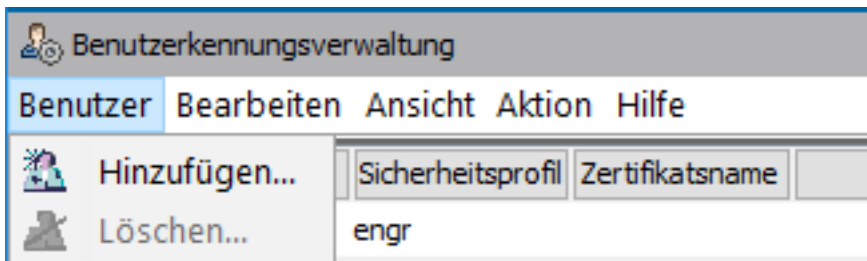 Benutzerkennungsverwaltung
Benutzer Bearbeiten Ansicht Aktion Hilfe
Hinzufügen... Sicherheitsprofil Zertifikatsname
Löschen... engr